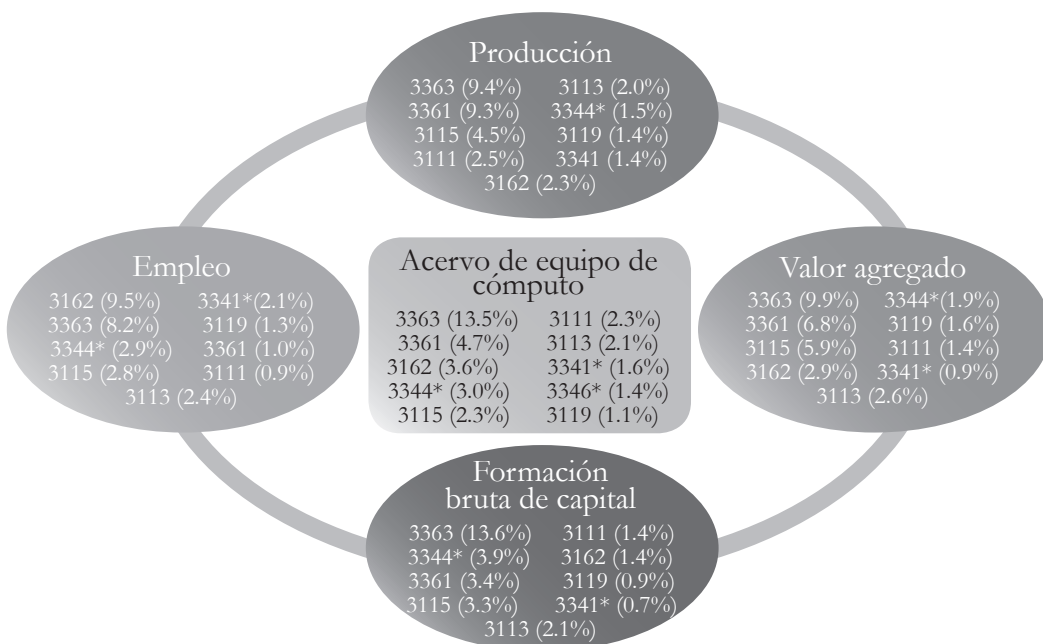 Producción
3363 (9.4%) 3113 (2.0%)
3361 (9.3%) 3344* (1.5%)
3115 (4.5%) 3119 (1.4%)
3111 (2.5%) 3341 (1.4%)
3162 (2.3%)
Empleo
3162 (9.5%) 3341*(2.1%)
3363 (8.2%) 3119 (1.3%)
3344* (2.9%) 3361 (1.0%)
3115 (2.8%) 3111 (0.9%)
3113 (2.4%)
Acervo de equipo de
cómputo
3363 (13.5%) 3111 (2.3%)
3361 (4.7%) 3113 (2.1%)
3162 (3.6%) 3341* (1.6%)
3344* (3.0%) 3346* (1.4%)
3115 (2.3%) 3119 (1.1%)
Valor agregado
3363 (9.9%) 3344*(1.9%)
3361 (6.8%) 3119 (1.6%)
3115 (5.9%) 3111 (1.4%)
3162 (2.9%) 3341* (0.9%)
3113 (2.6%)
Formación
bruta de capital
3363 (13.6%) 3111 (1.4%)
3344* (3.9%) 3162 (1.4%)
3361 (3.4%) 3119 (0.9%)
3115 (3.3%) 3341* (0.7%)
3113 (2.1%)